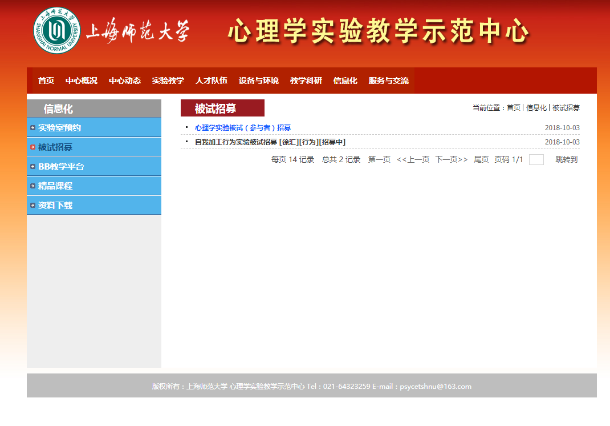 上海师范大学 心理学实验教学示范中心
首页 中心概况 中心动态 实验教学 人才队伍 设备与环境 教学科研 信息化 服务与交流
信息化
实验室预约
被试招募
BB教学平台
精品课程
资料下载
被试招募 当前位置：首页 | 信息化 | 被试招募
心理学实验被试（参与者）招募 2018-10-03
自我加工行为实验被试招募 [徐汇][行为][招募中] 2018-10-03
每页 14 记录 总共 2 记录 第一页 <<上一页 下一页>> 尾页 页码 1/1 跳转到
版权所有：上海师范大学 心理学实验教学示范中心 Tel：021-64323259 E-mail：psycetshnu@163.com